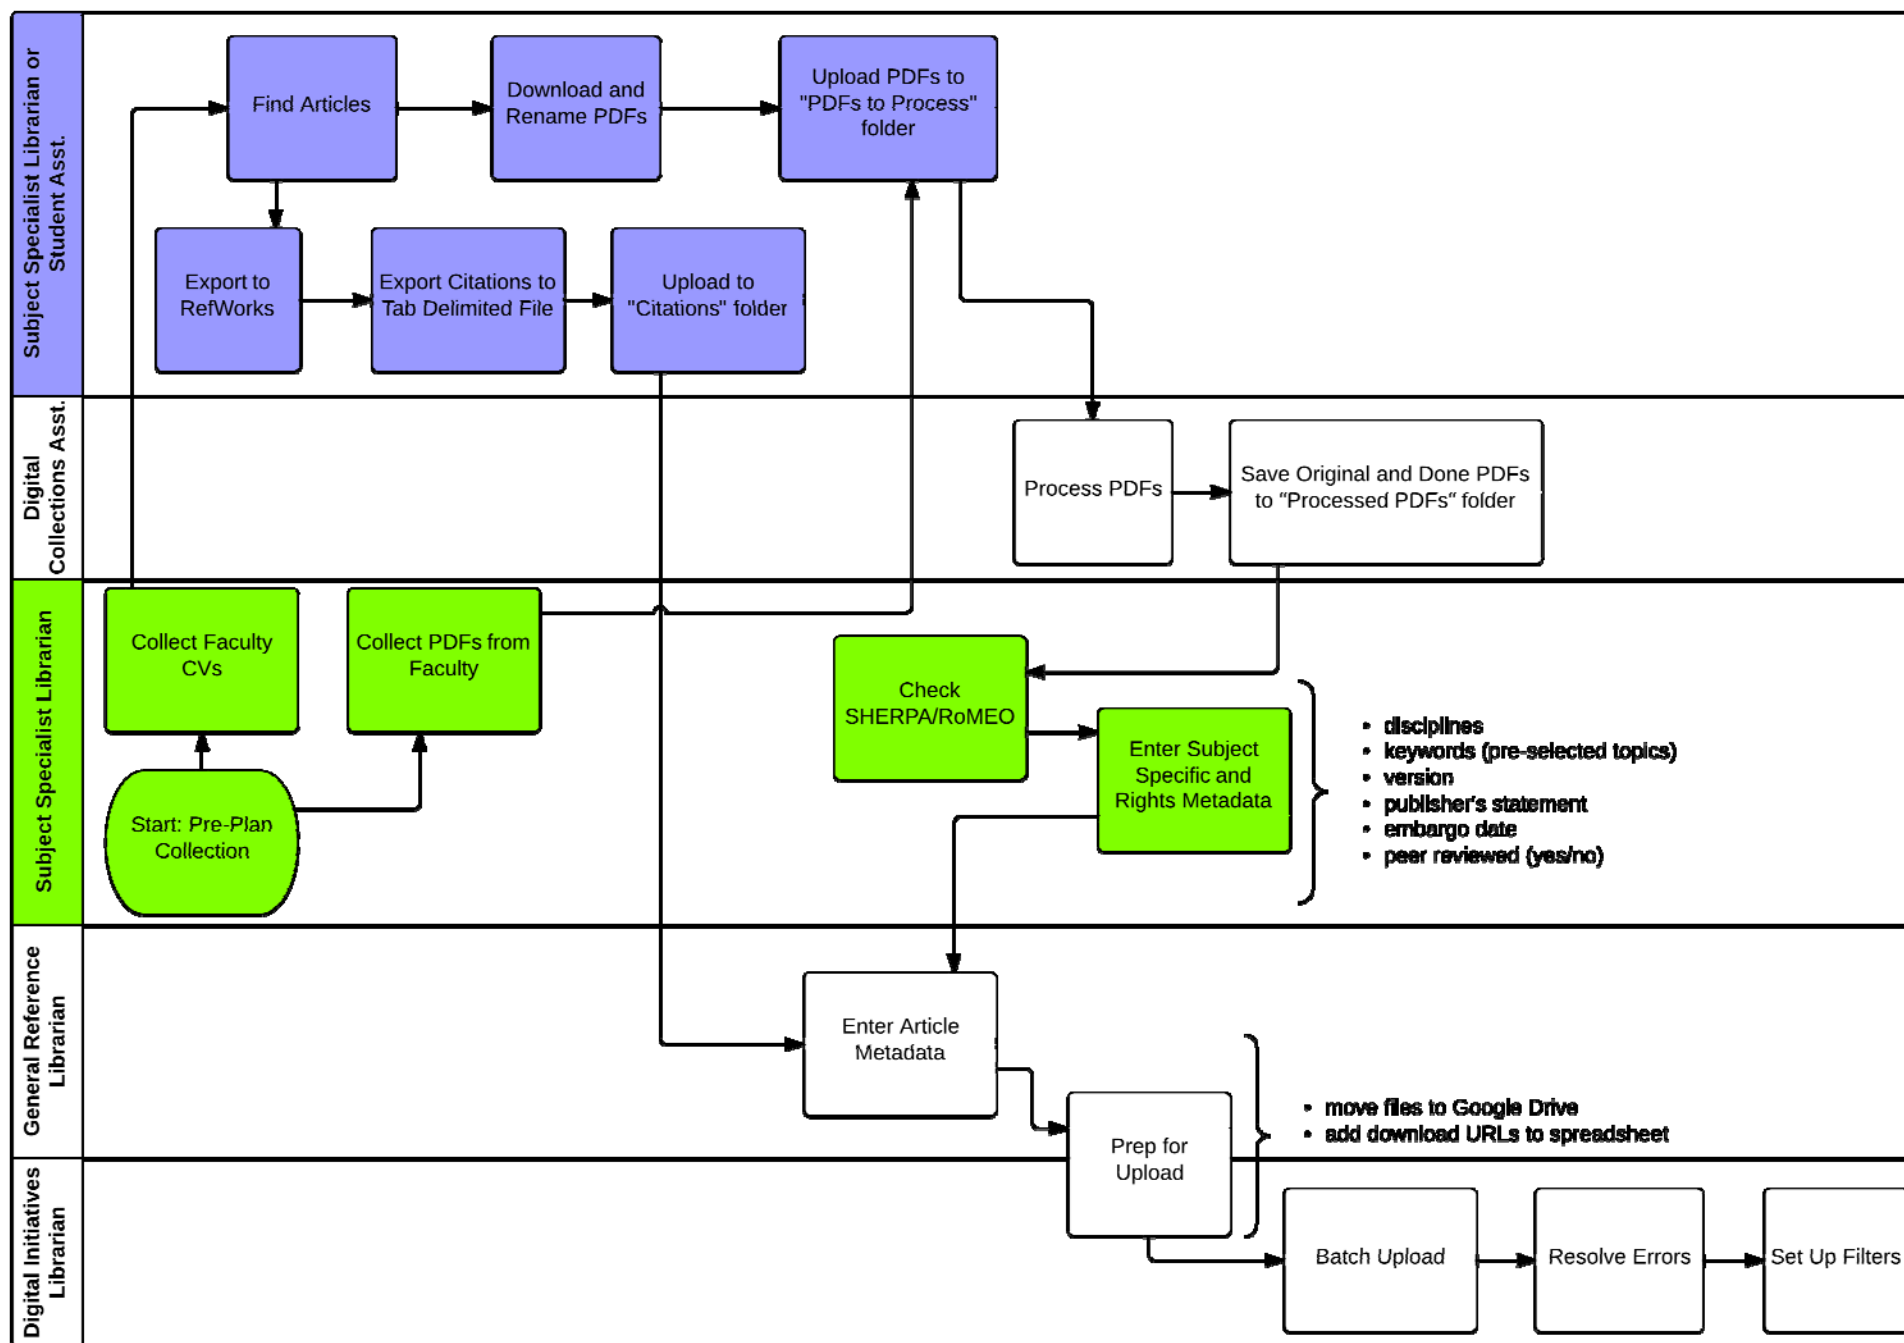 Subject Specialist Librarian or
Student Asst.
Find Articles
Download and
Rename PDFs
Upload PDFs to
"PDFs to Process"
folder
Export to
RefWorks
Export Citations to
Tab Delimited File
Upload to
"Citations" folder
Digital
Collections Asst.
Process PDFs
Save Original and Done PDFs
to “Processed PDFs“ folder
Subject Specialist Librarian
Collect Faculty
CVs
Collect PDFs from
Faculty
Start: Pre-Plan
Collection
Check
SHERPA/RoMEO
Enter Subject
Specific and
Rights Metadata
• disciplines
• keywords (pre-selected topics)
• version
• publisher's statement
• embargo date
• peer reviewed (yes/no)
General Reference
Librarian
Enter Article
Metadata
Prep for
Upload
• move files to Google Drive
• add download URLs to spreadsheet
Digital Initiatives
Librarian
Batch Upload
Resolve Errors
Set Up Filters